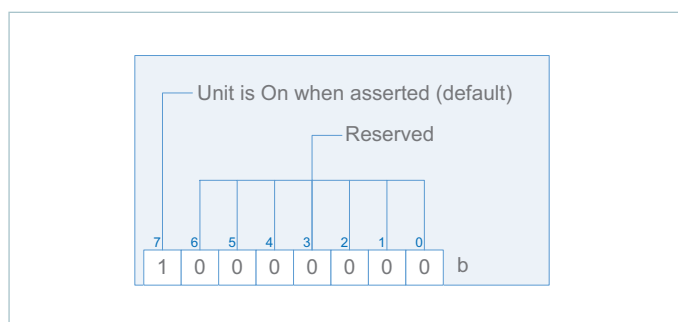 Unit is On when asserted (default)
Reserved
7 6 5 4 3 2 1 0
1 0 0 0 0 0 0 0 b